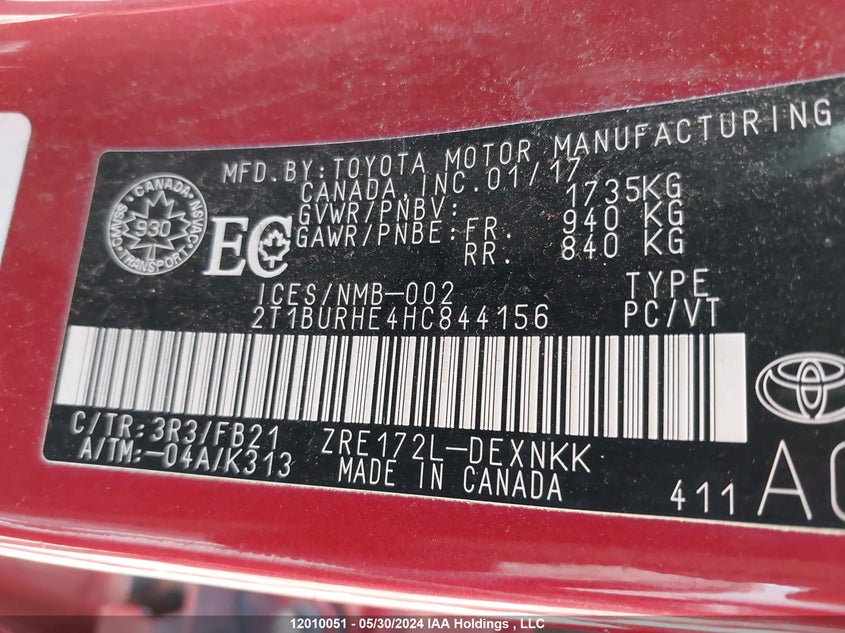 MFD. BY: TOYOTA MOTOR MANUFACTURING
CANADA, INC. 01/17
GVWR/PNBV: 1735KG
GAWR/PNBE: FR. 940 KG
RR. 840 KG
CANADA
CMVSS
930
NSVAC
TRANSPORT
EC
ICES/NMB-002
TYPE
2T1BURHE4HC844156
PC/VT
C/TR: 3R3/FB21
A/TM: -04A/K313
ZRE172L-DEXNKK
MADE IN CANADA
411
12010051 - 05/30/2024 IAA Holdings , LLC